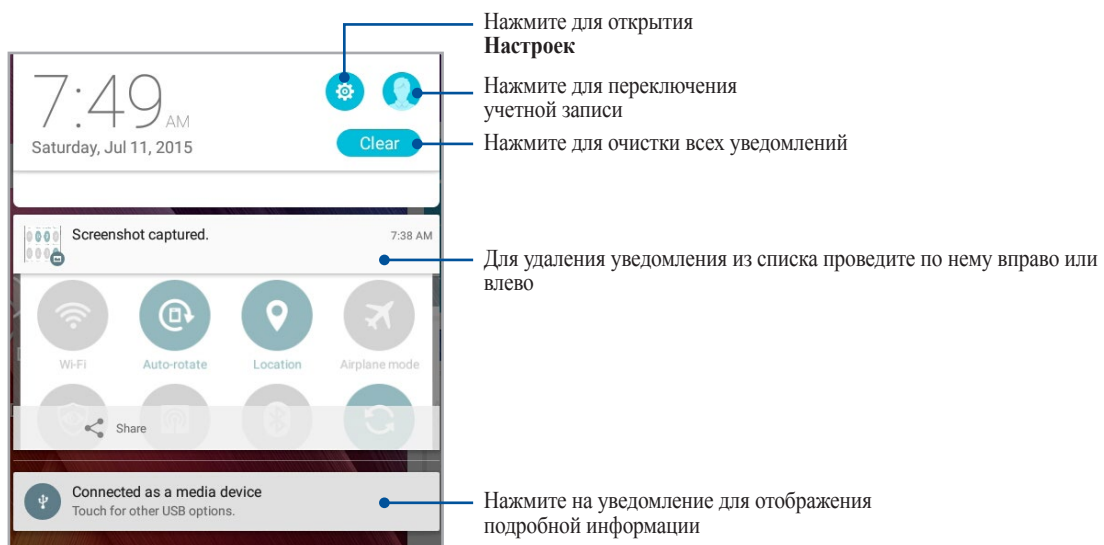 Нажмите для открытия
Настроек
7:49 AM
Saturday, Jul 11, 2015
Нажмите для переключения
учетной записи
Clear
Нажмите для очистки всех уведомлений
Screenshot captured.
7:38 AM
Для удаления уведомления из списка проведите по нему вправо или
влево
Wi-Fi
Auto-rotate
Location
Airplane mode
Share
Connected as a media device
Touch for other USB options.
Нажмите на уведомление для отображения
подробной информации